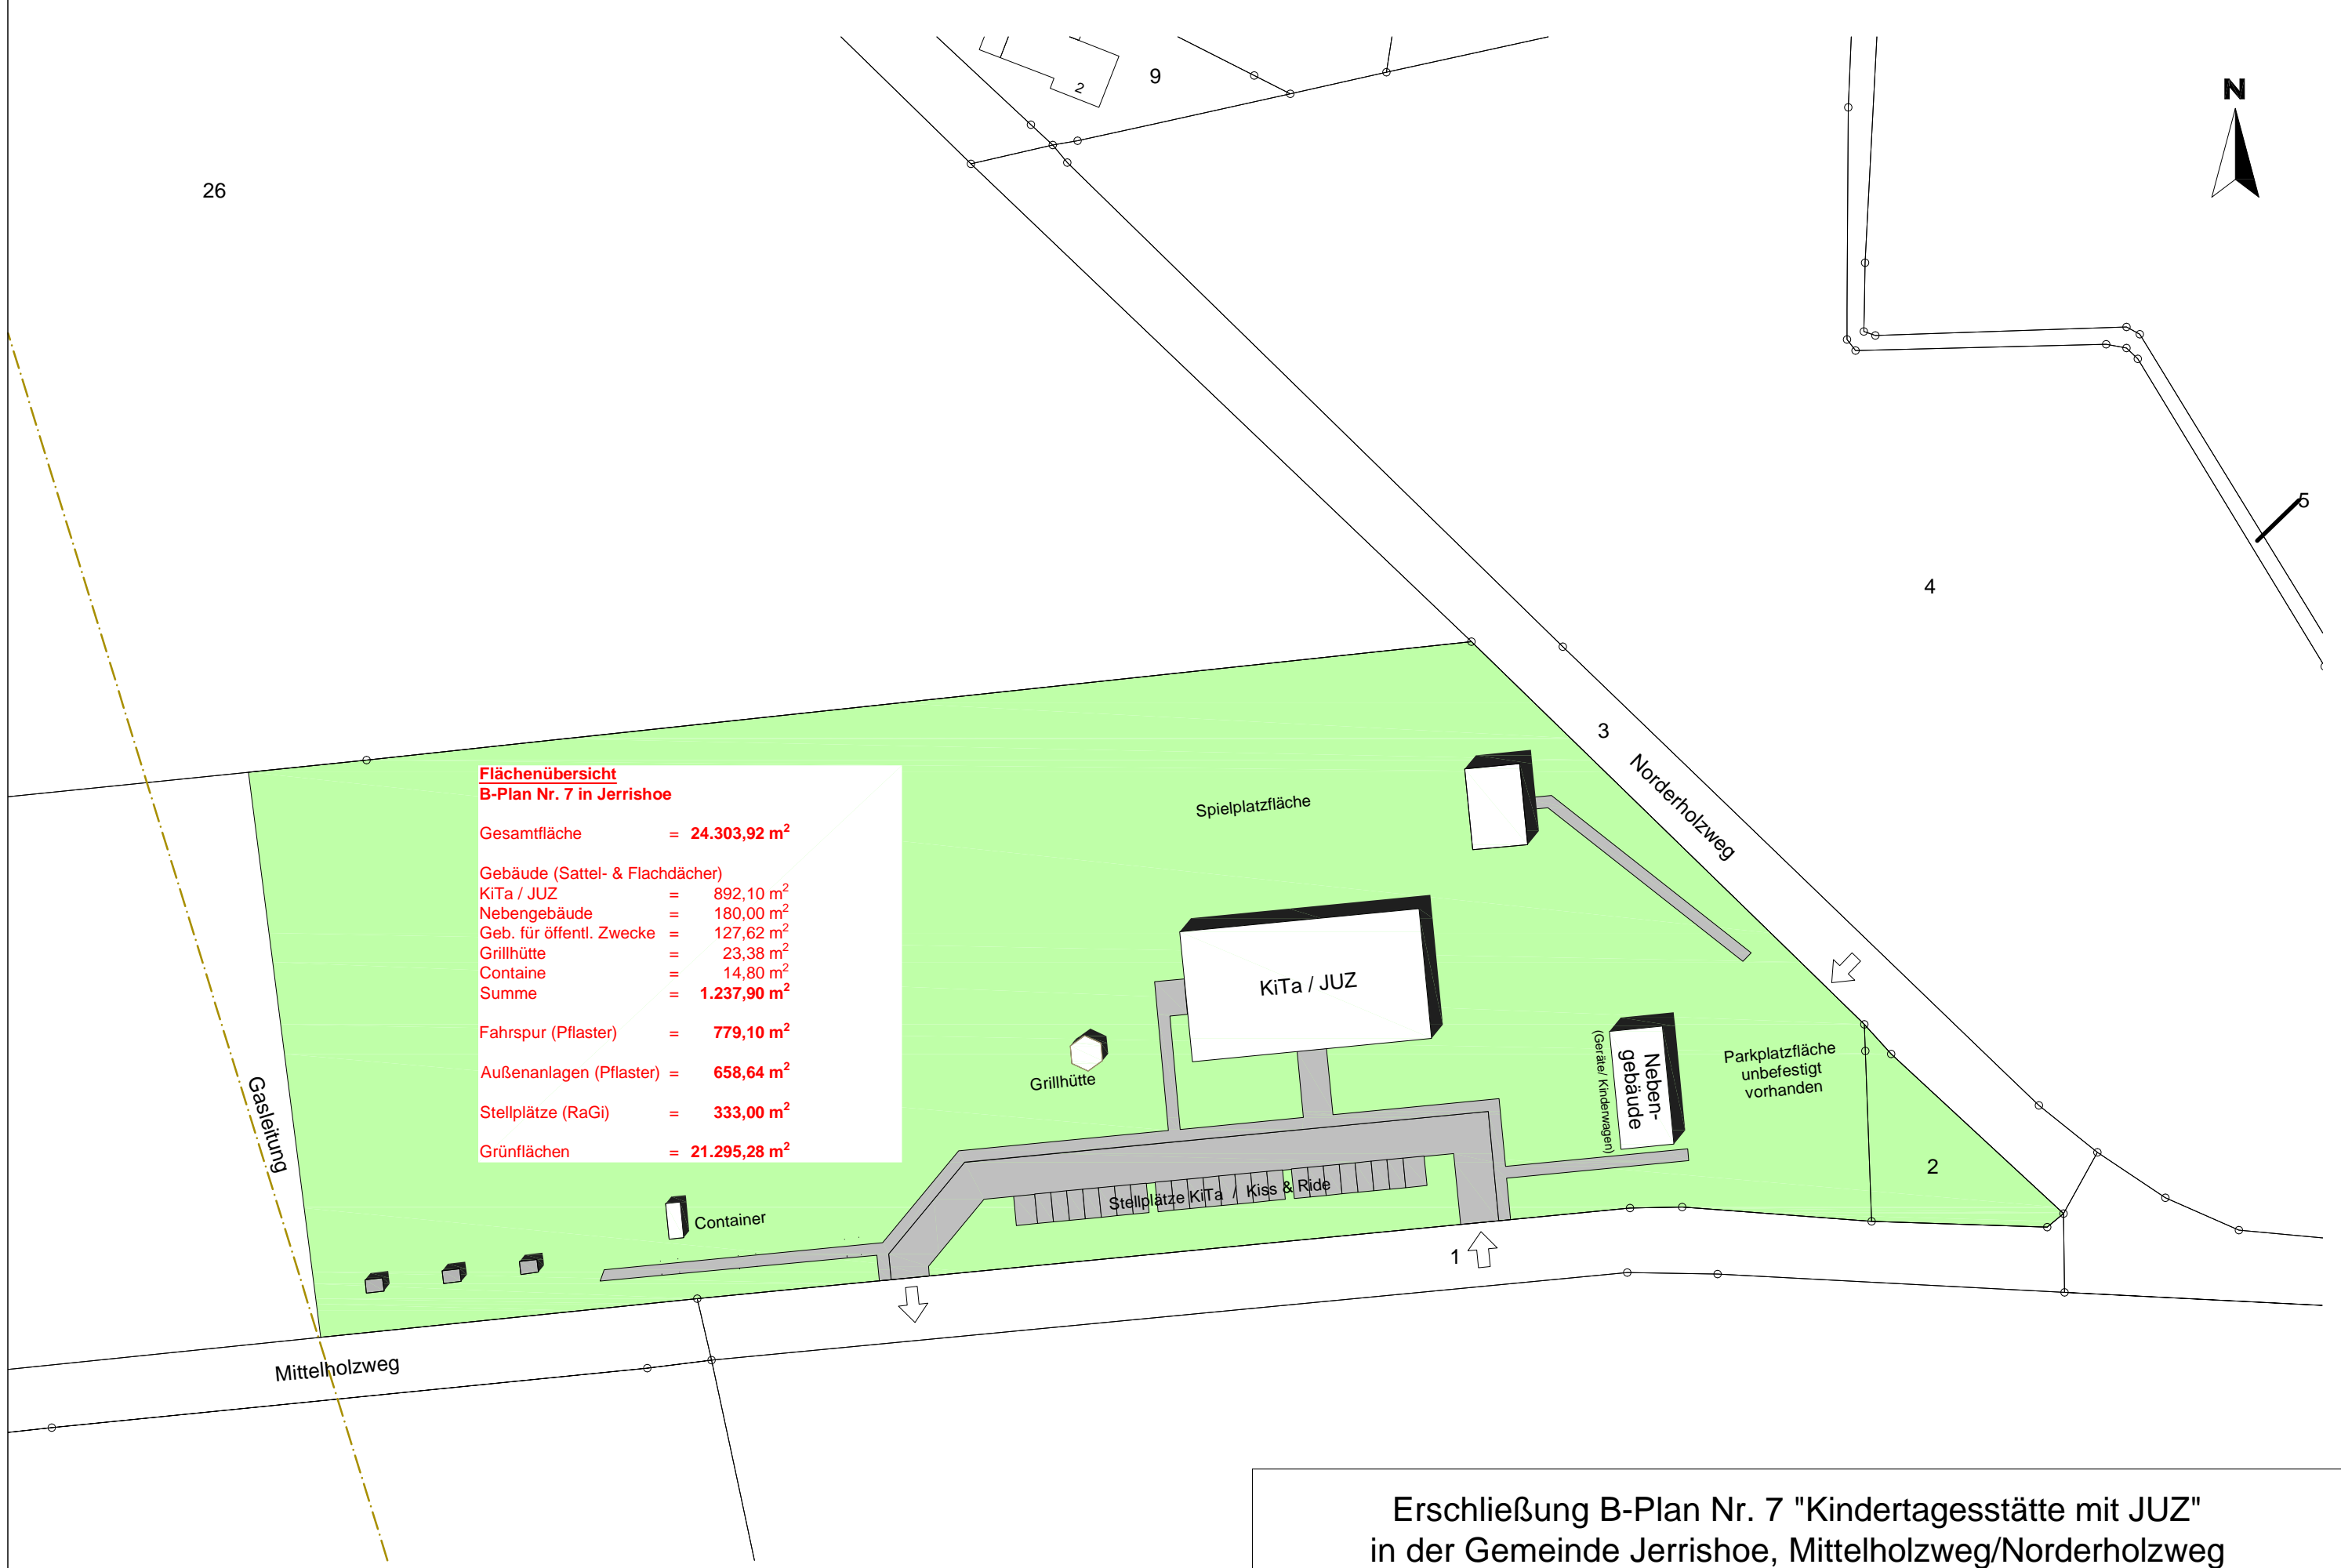 9
2
N
26
5
4
3
Norderholzweg
Flächenübersicht
B-Plan Nr. 7 in Jerrishoe
Gesamtfläche = 24.303,92 m²
Gebäude (Sattel- & Flachdächer)
KiTa / JUZ = 892,10 m²
Nebengebäude = 180,00 m²
Geb. für öffentl. Zwecke = 127,62 m²
Grillhütte = 23,38 m²
Containe = 14,80 m²
Summe = 1.237,90 m²
Fahrspur (Pflaster) = 779,10 m²
Außenanlagen (Pflaster) = 658,64 m²
Stellplätze (RaGi) = 333,00 m²
Grünflächen = 21.295,28 m²
Spielplatzfläche
KiTa / JUZ
Grillhütte
Neben-
gebäude
(Geräte/ Kinderwagen)
Parkplatzfläche
unbefestigt
vorhanden
2
Gasleitung
Container
Stellplätze KiTa / Kiss & Ride
1
Mittelholzweg
Erschließung B-Plan Nr. 7 "Kindertagesstätte mit JUZ"
in der Gemeinde Jerrishoe, Mittelholzweg/Norderholzweg